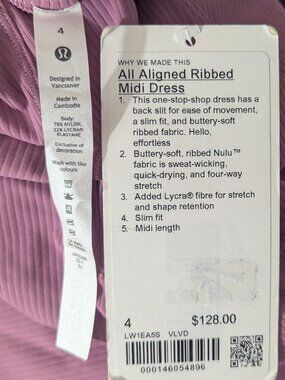 4
Designed in
Vancouver
Made in
Cambodia
Body:
78% NYLON,
22% LYCRA®
ELASTANE
Exclusive of
decoration
Wash with like
colours
WHY WE MADE THIS
All Aligned Ribbed
Midi Dress
1. This one-stop-shop dress has a
back slit for ease of movement,
a slim fit, and buttery-soft
ribbed fabric. Hello,
effortless
2. Buttery-soft, ribbed Nulu™
fabric is sweat-wicking,
quick-drying, and four-way
stretch
3. Added Lycra® fibre for stretch
and shape retention
4. Slim fit
5. Midi length
4 $128.00
LW1EA5S VLVD
000146054896